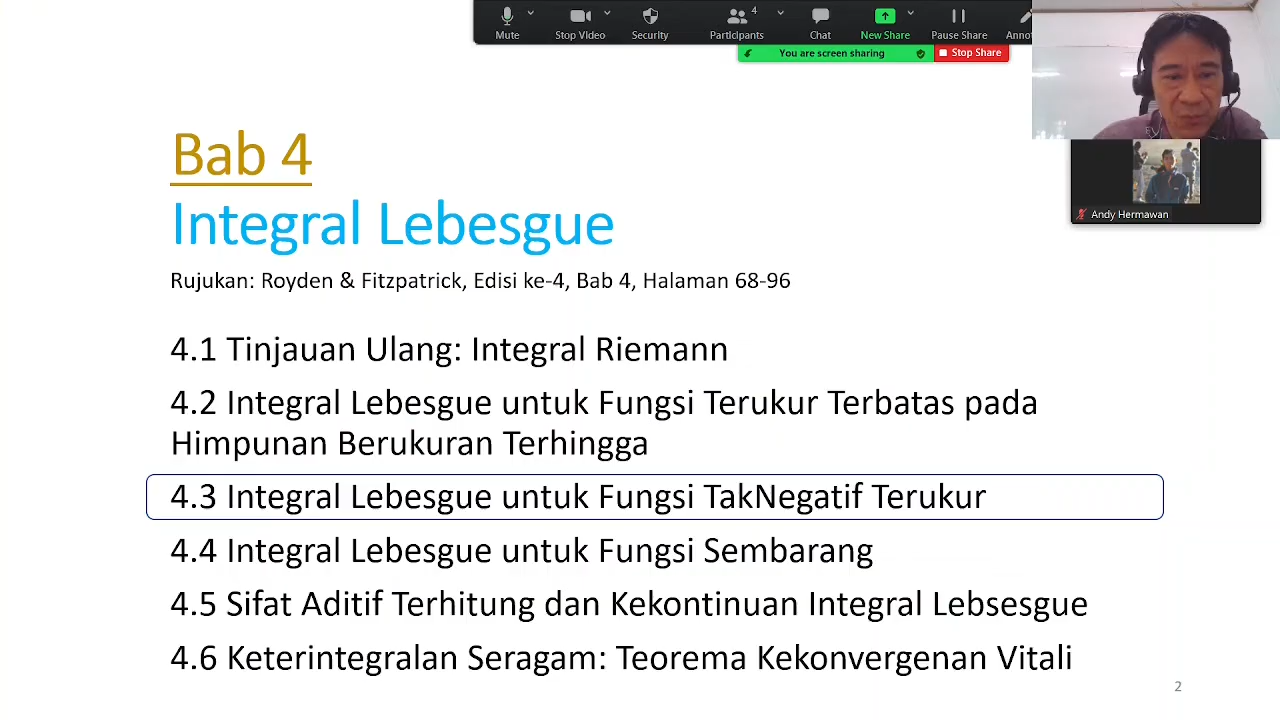 Mute
Stop Video
Security
Participants
4
Chat
New Share
Pause Share
You are screen sharing
Stop Share
Andy Hermawan
Bab 4
Integral Lebesgue
Rujukan: Royden & Fitzpatrick, Edisi ke-4, Bab 4, Halaman 68-96
4.1 Tinjauan Ulang: Integral Riemann
4.2 Integral Lebesgue untuk Fungsi Terukur Terbatas pada
Himpunan Berukuran Terhingga
4.3 Integral Lebesgue untuk Fungsi TakNegatif Terukur
4.4 Integral Lebesgue untuk Fungsi Sembarang
4.5 Sifat Aditif Terhitung dan Kekontinuan Integral Lebsesgue
4.6 Keterintegralan Seragam: Teorema Kekonvergenan Vitali
2